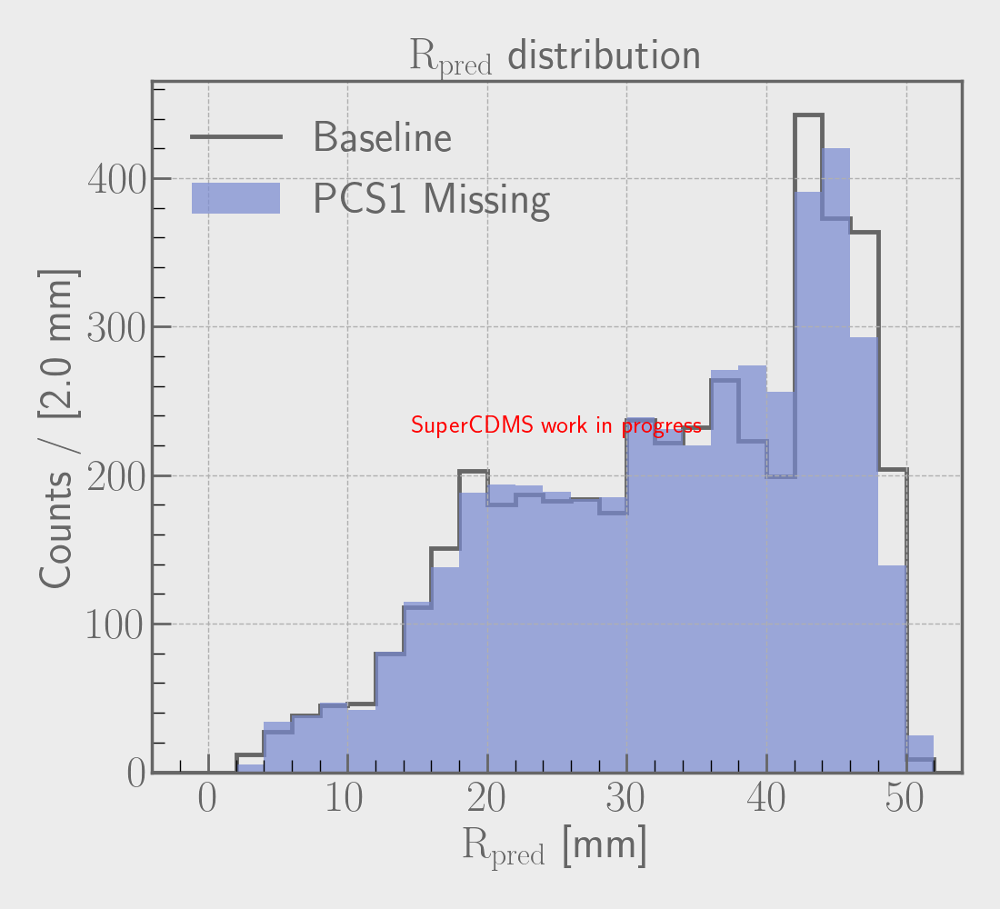 R_pred distribution
Baseline
PCS1 Missing
400
300
200
100
0
Counts / [2.0 mm]
SuperCDMS work in progress
0 10 20 30 40 50
R_pred [mm]